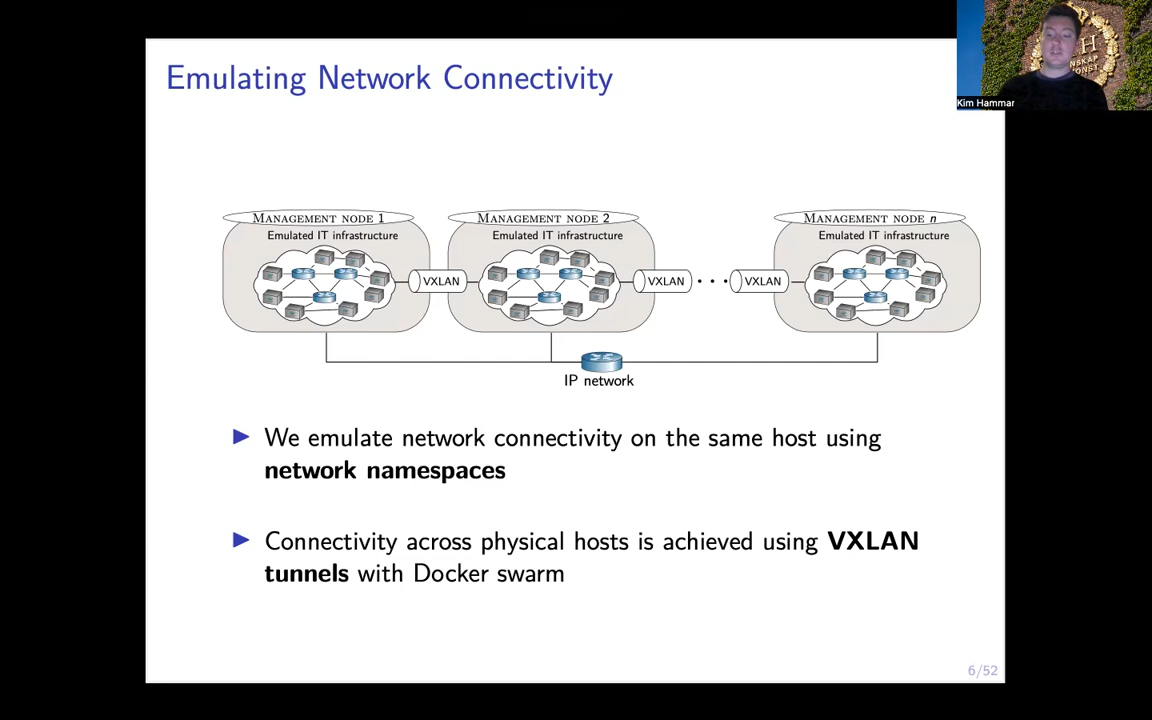 Emulating Network Connectivity
H
NSKAP
KONST
Kim Hammar
MANAGEMENT NODE 1
MANAGEMENT NODE 2
MANAGEMENT NODE n
Emulated IT infrastructure
Emulated IT infrastructure
Emulated IT infrastructure
VXLAN
VXLAN
VXLAN
IP network
We emulate network connectivity on the same host using
network namespaces
Connectivity across physical hosts is achieved using VXLAN
tunnels with Docker swarm
6/52